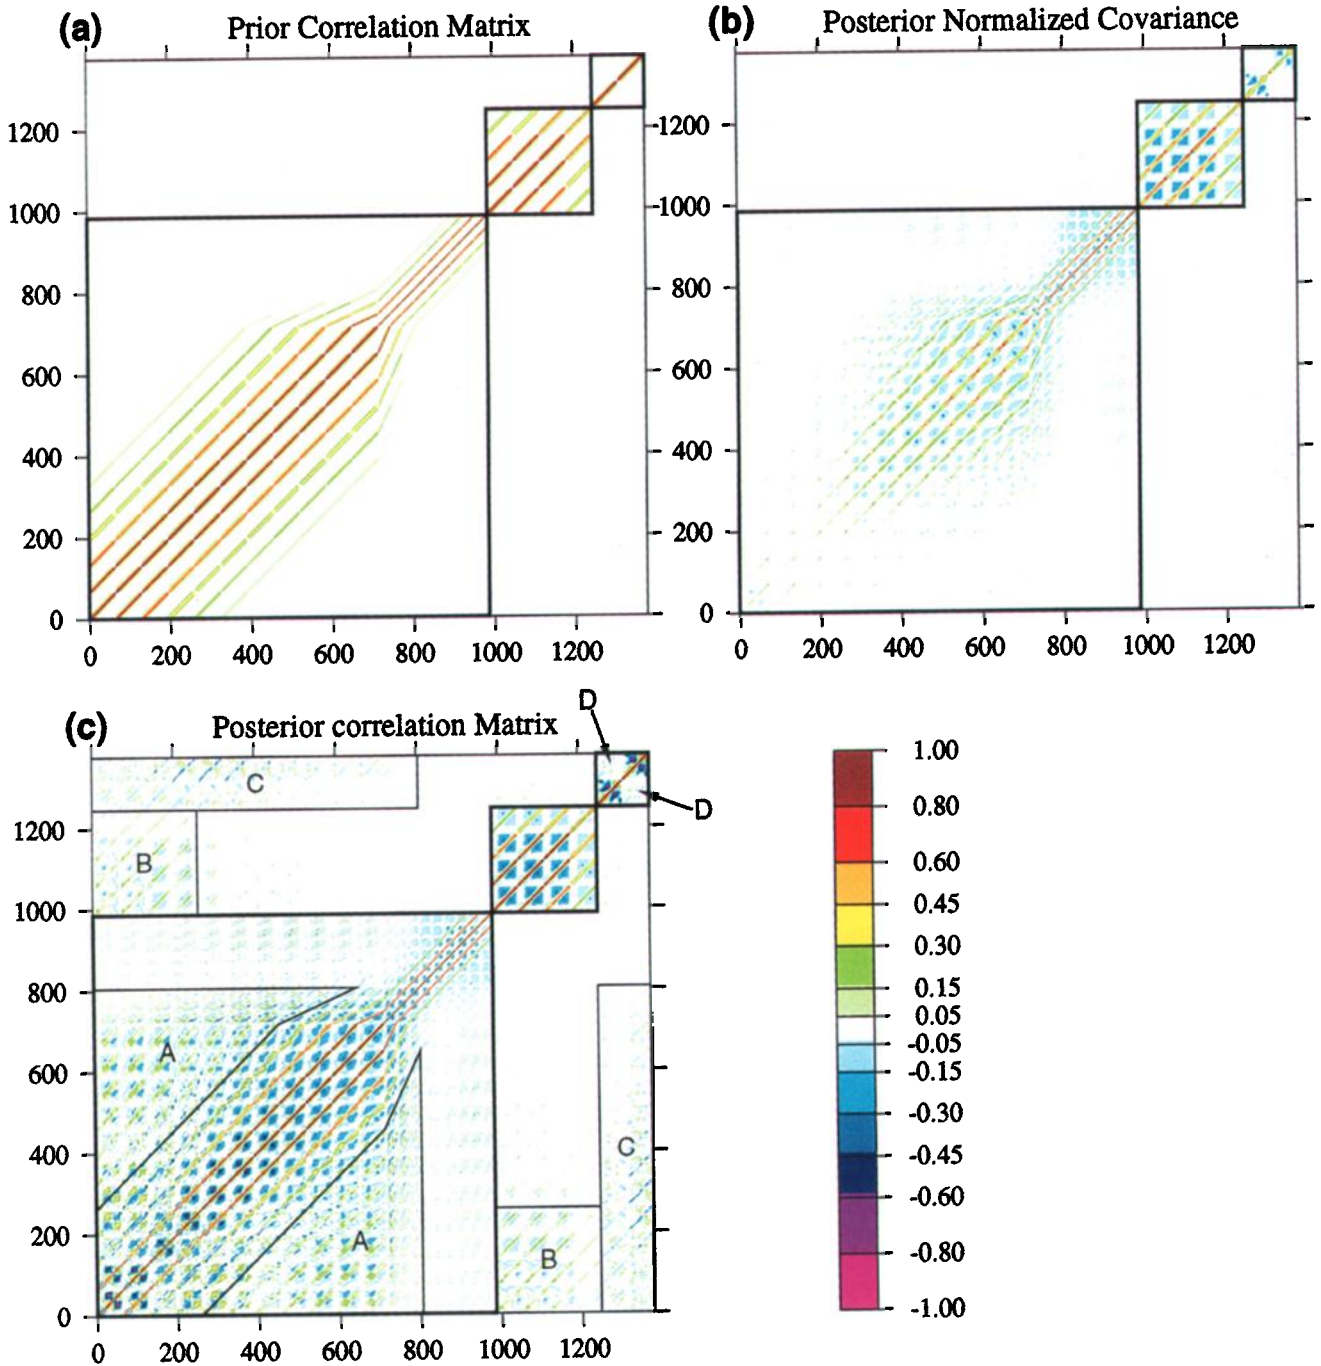 (a) Prior Correlation Matrix
1200
1000
800
600
400
200
0
0 200 400 600 800 1000 1200
(b) Posterior Normalized Covariance
1200
1000
800
600
400
200
0
0 200 400 600 800 1000 1200
(c) Posterior correlation Matrix
D
D
C
B
A
A
C
B
1200
1000
800
600
400
200
0
0 200 400 600 800 1000 1200
1.00
0.80
0.60
0.45
0.30
0.15
0.05
-0.05
-0.15
-0.30
-0.45
-0.60
-0.80
-1.00